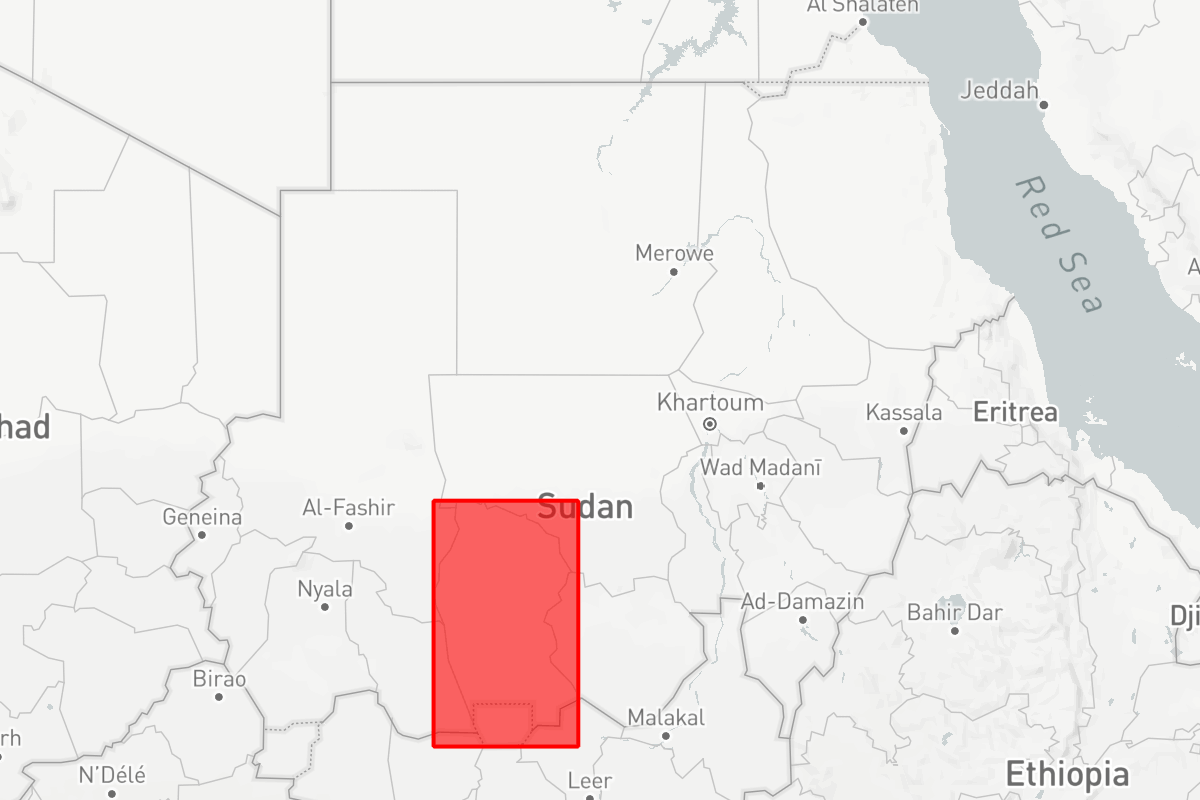 Al Shalaten
Jeddah
Red Sea
Merowe
Khartoum
Kassala
Eritrea
had
Wad Madanī
Sudan
Al-Fashir
Geneina
Nyala
Ad-Damazin
Bahir Dar
Dji
Birao
Malakal
rh
N'Délé
Leer
Ethiopia
A